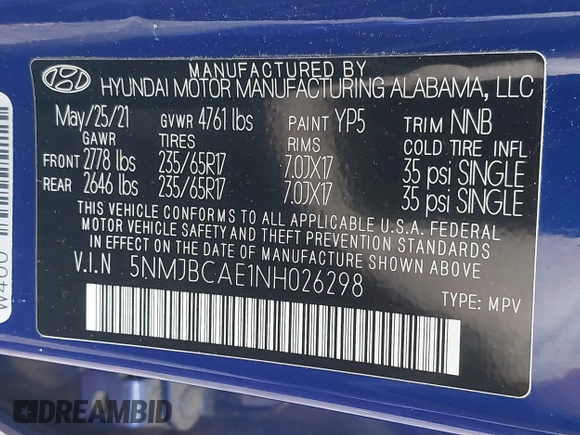 MANUFACTURED BY
HYUNDAI MOTOR MANUFACTURING ALABAMA, LLC
May/25/21 GVWR 4761 lbs PAINT YP5 TRIM NNB
GAWR TIRES RIMS COLD TIRE INFL
FRONT 2778 lbs 235/65R17 7.0JX17 35 psi SINGLE
REAR 2646 lbs 235/65R17 7.0JX17 35 psi SINGLE
THIS VEHICLE CONFORMS TO ALL APPLICABLE U.S.A. FEDERAL
MOTOR VEHICLE SAFETY AND THEFT PREVENTION STANDARDS
IN EFFECT ON THE DATE OF MANUFACTURE SHOWN ABOVE.
V.I.N 5NMJBCAE1NH026298
TYPE: MPV
W400
DREAMBID